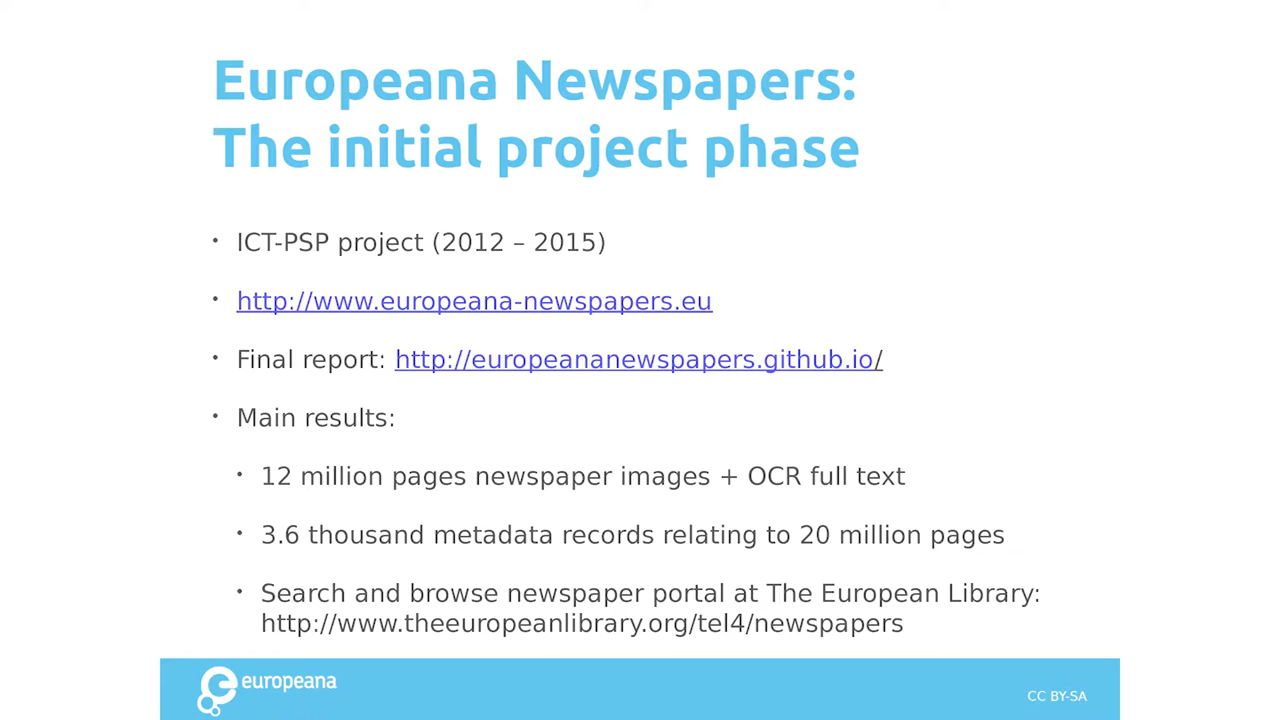 Europeana Newspapers:
The initial project phase
• ICT-PSP project (2012 – 2015)
• http://www.europeana-newspapers.eu
• Final report: http://europeananewspapers.github.io/
• Main results:
• 12 million pages newspaper images + OCR full text
• 3.6 thousand metadata records relating to 20 million pages
• Search and browse newspaper portal at The European Library:
http://www.theeuropeanlibrary.org/tel4/newspapers
europeana
CC BY-SA